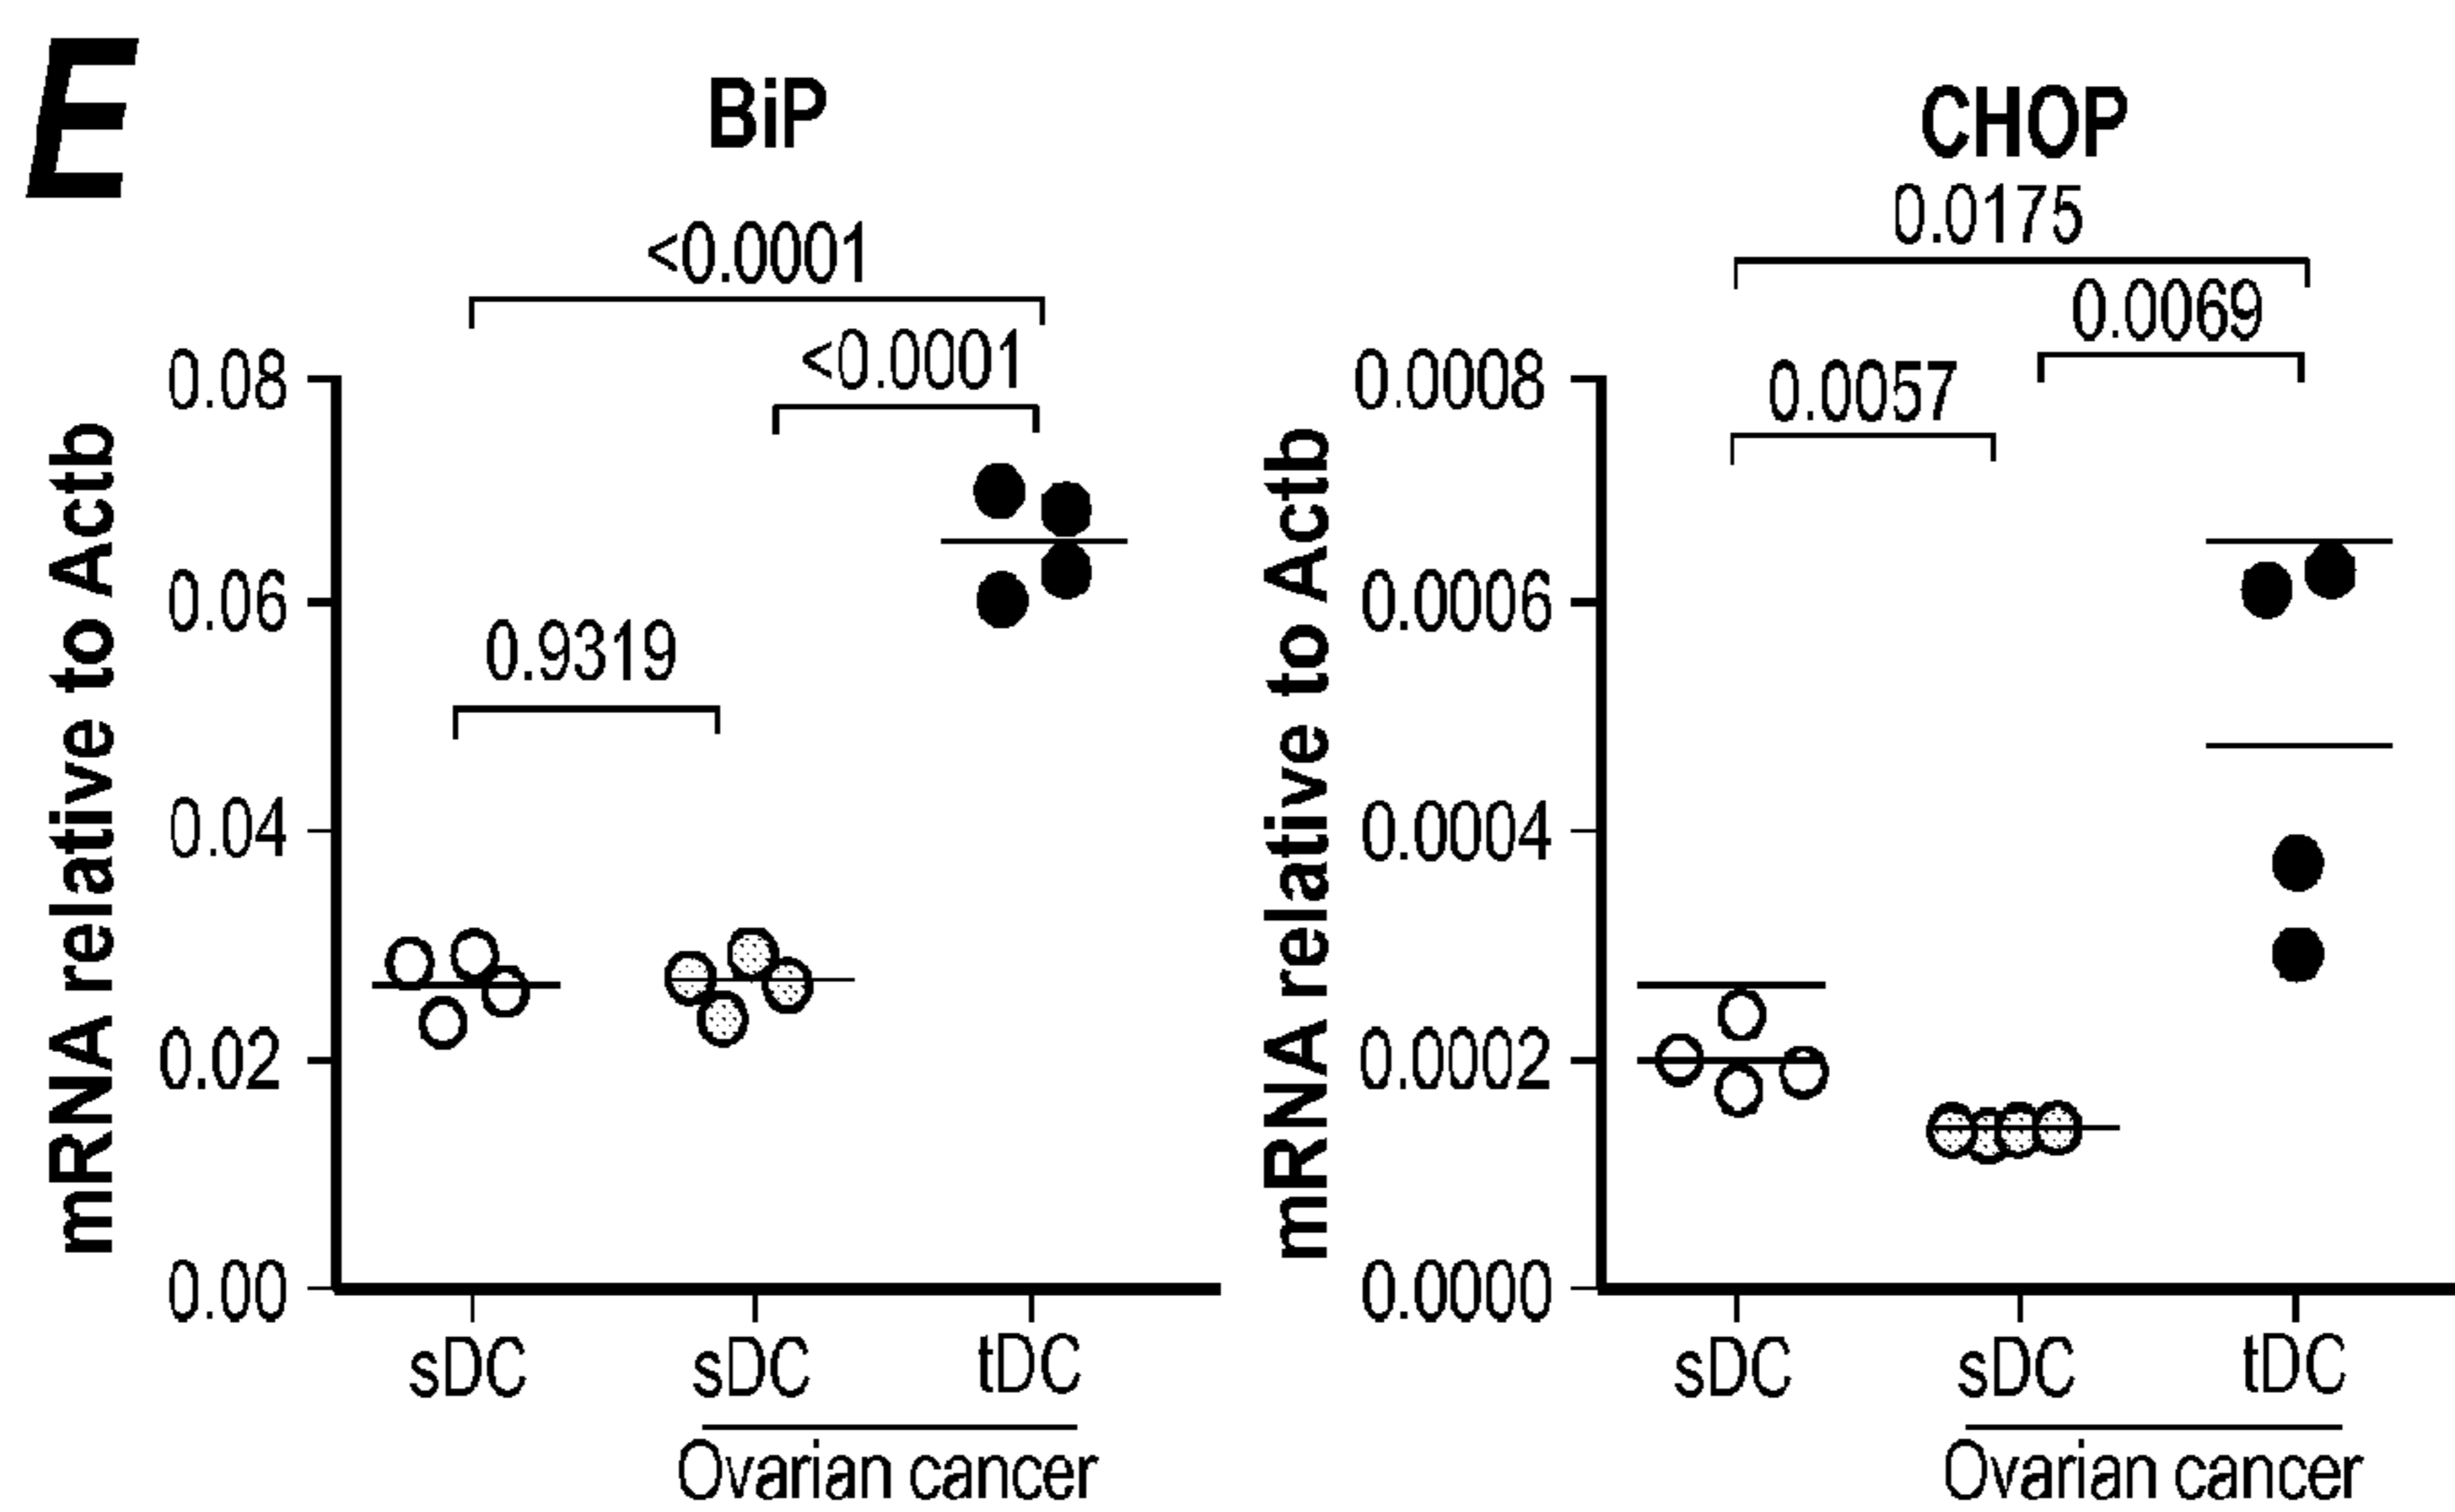 E
BiP
<0.0001
<0.0001
0.9319
mRNA relative to Actb
0.08
0.06
0.04
0.02
0.00
sDC
sDC
tDC
Ovarian cancer
CHOP
0.0175
0.0069
0.0057
mRNA relative to Actb
0.0008
0.0006
0.0004
0.0002
0.0000
sDC
sDC
tDC
Ovarian cancer